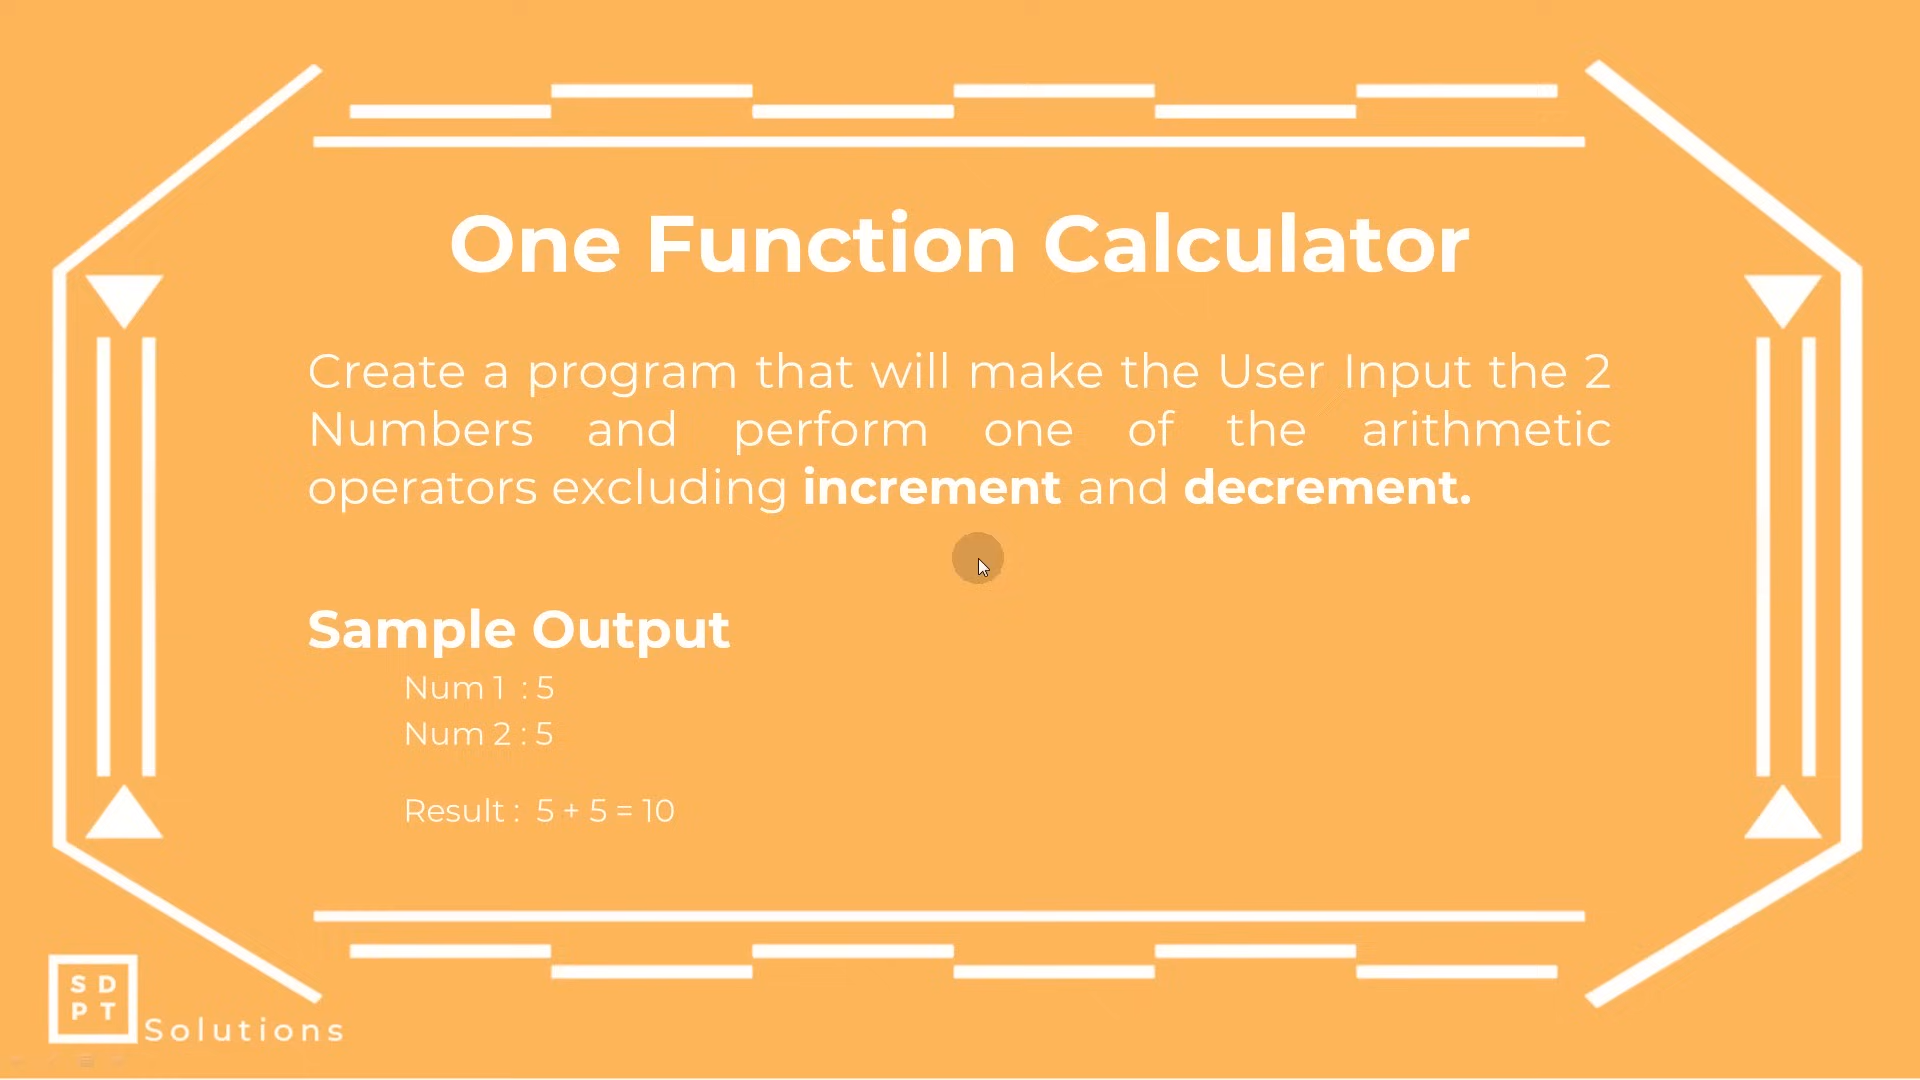 One Function Calculator
Create a program that will make the User Input the 2
Numbers and perform one of the arithmetic
operators excluding increment and decrement.
Sample Output
Num 1 : 5
Num 2 : 5
Result : 5 + 5 = 10
S D
P T
Solutions